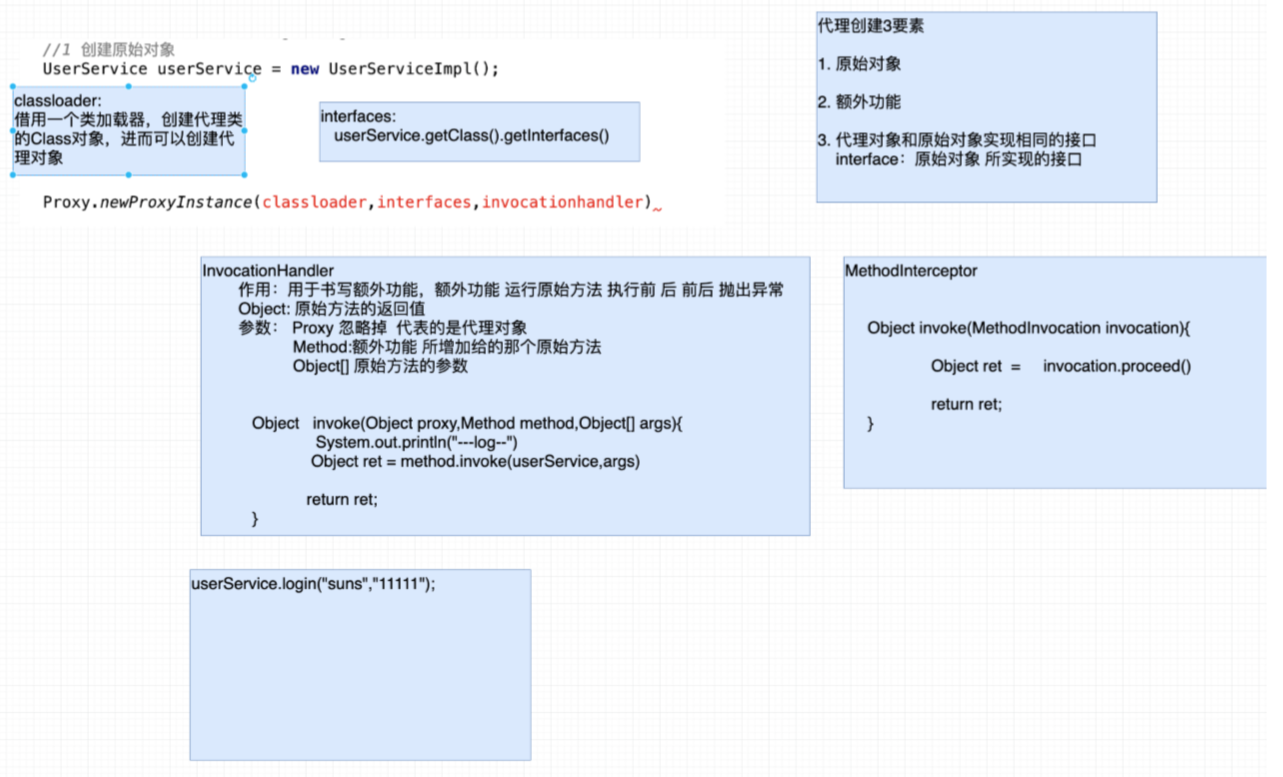 //1 创建原始对象
UserService userService = new UserServiceImpl();
classloader:
借用一个类加载器，创建代理类
的Class对象，进而可以创建代
理对象
interfaces:
userService.getClass().getInterfaces()
Proxy.newProxyInstance(classloader,interfaces,invocationhandler)
代理创建3要素
1. 原始对象
2. 额外功能
3. 代理对象和原始对象实现相同的接口
interface：原始对象 所实现的接口
InvocationHandler
作用：用于书写额外功能，额外功能 运行原始方法 执行前 后 前后 抛出异常
Object: 原始方法的返回值
参数： Proxy 忽略掉 代表的是代理对象
Method:额外功能 所增加给的那个原始方法
Object[] 原始方法的参数
Object invoke(Object proxy,Method method,Object[] args){
System.out.println("---log--")
Object ret = method.invoke(userService,args)
return ret;
}
MethodInterceptor
Object invoke(MethodInvocation invocation){
Object ret = invocation.proceed()
return ret;
}
userService.login("suns","11111");